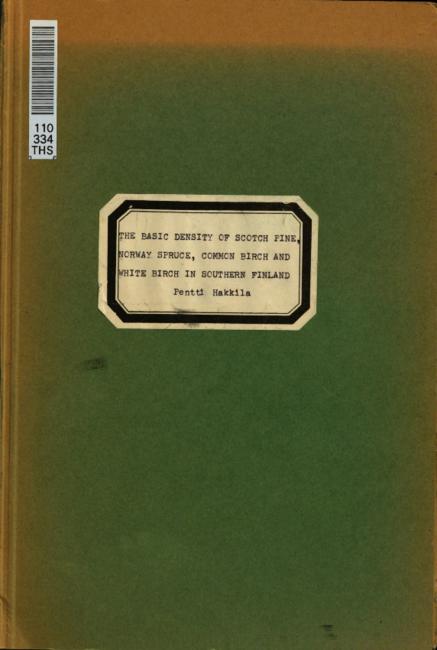 110
334
THS
THE BASIC DENSITY OF SCOTCH PINE,
NORWAY SPRUCE, COMMON BIRCH AND
WHITE BIRCH IN SOUTHERN FINLAND
Pentti Hakkila